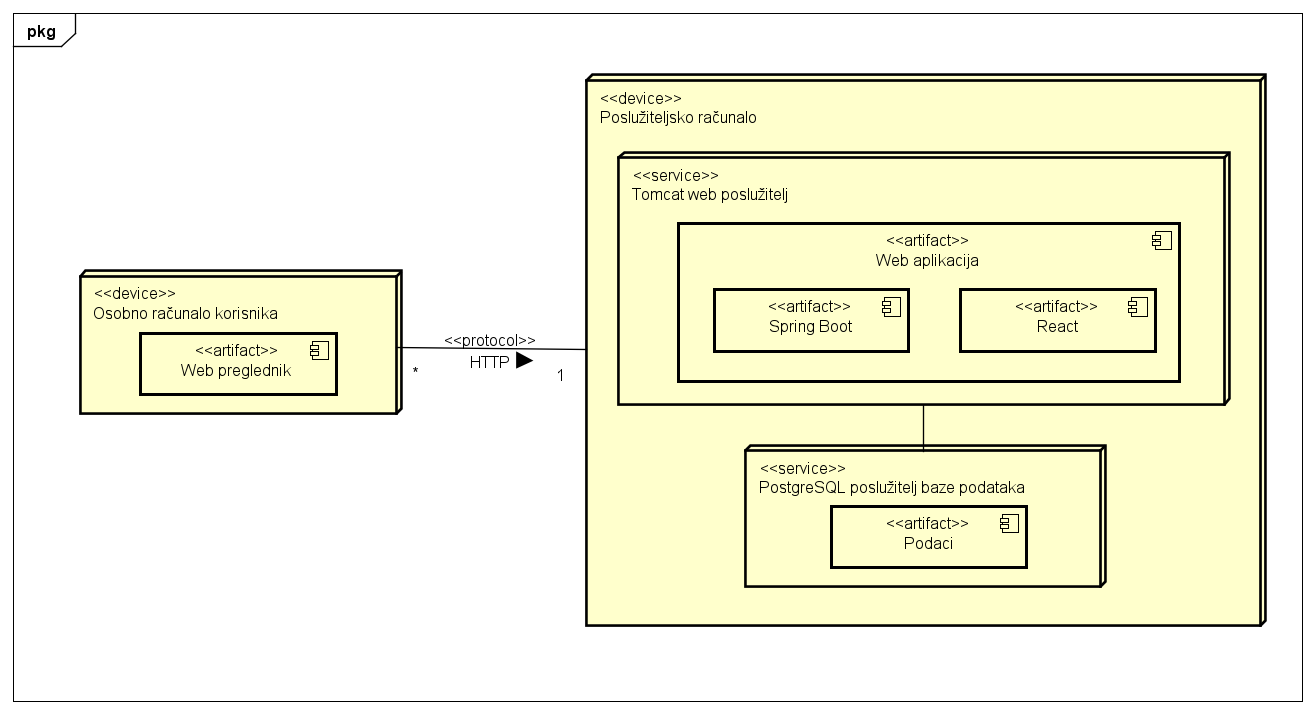 pkg
<<device>>
Poslužiteljsko računalo
<<service>>
Tomcat web poslužitelj
<<artifact>>
Web aplikacija
<<artifact>>
Spring Boot
<<artifact>>
React
<<device>>
Osobno računalo korisnika
<<artifact>>
Web preglednik
<<protocol>>
HTTP
*
1
<<service>>
PostgreSQL poslužitelj baze podataka
<<artifact>>
Podaci